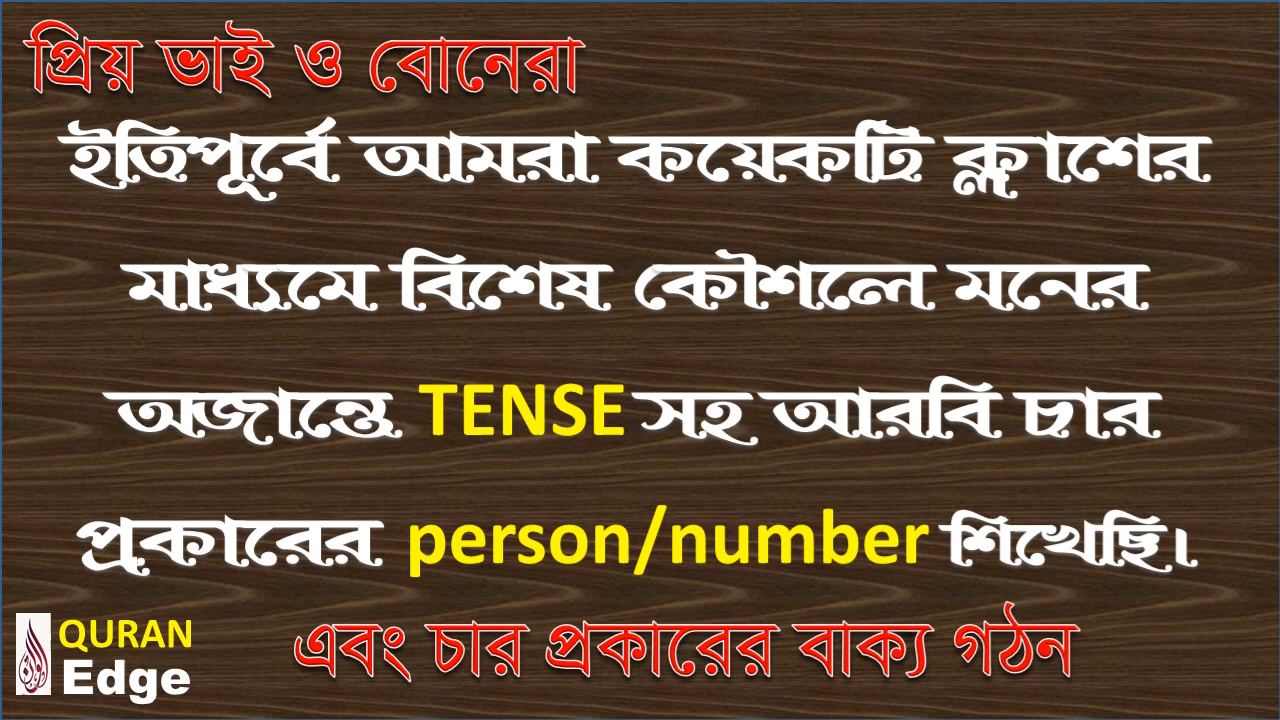 প্রিয় ভাই ও বোনেরা
ইতিপূর্বে আমরা কয়েকটি ক্লাশের
মাধ্যমে বিশেষ কৌশলে মনের
অজান্তে TENSE সহ আরবি চার
প্রকারের person/number শিখেছি।
এবং চার প্রকারের বাক্য গঠন
QURAN
Edge